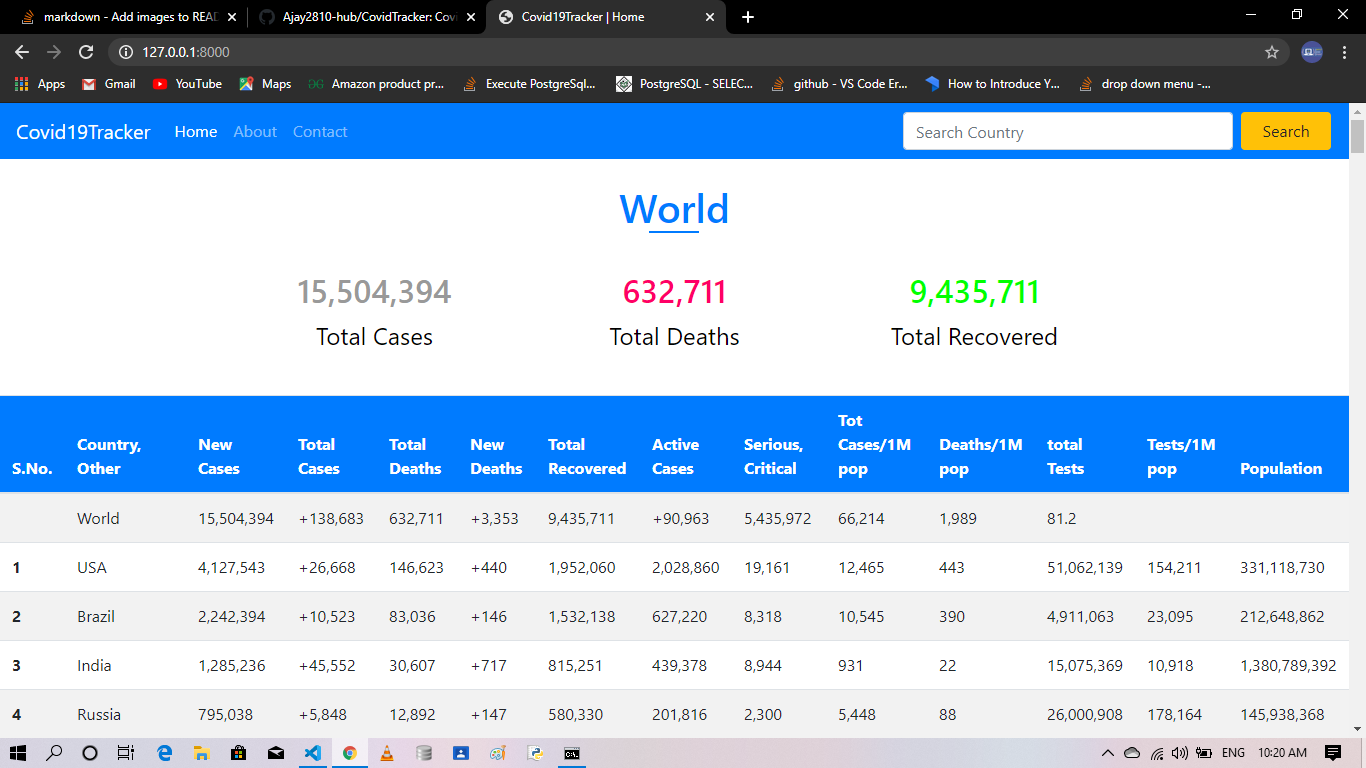 markdown - Add images to READ
Ajay2810-hub/CovidTracker: Covi
Covid19Tracker | Home
127.0.0.1:8000
Apps Gmail YouTube Maps Amazon product pr... Execute PostgreSql... PostgreSQL - SELEC... github - VS Code Er... How to Introduce Y... drop down menu -...
Covid19Tracker Home About Contact Search Country Search
World
15,504,394 632,711 9,435,711
Total Cases Total Deaths Total Recovered
S.No. Country, Other New Cases Total Cases Total Deaths New Deaths Total Recovered Active Cases Serious, Critical Tot Cases/1M pop Deaths/1M pop total Tests Tests/1M pop Population
World 15,504,394 +138,683 632,711 +3,353 9,435,711 +90,963 5,435,972 66,214 1,989 81.2
1 USA 4,127,543 +26,668 146,623 +440 1,952,060 2,028,860 19,161 12,465 443 51,062,139 154,211 331,118,730
2 Brazil 2,242,394 +10,523 83,036 +146 1,532,138 627,220 8,318 10,545 390 4,911,063 23,095 212,648,862
3 India 1,285,236 +45,552 30,607 +717 815,251 439,378 8,944 931 22 15,075,369 10,918 1,380,789,392
4 Russia 795,038 +5,848 12,892 +147 580,330 201,816 2,300 5,448 88 26,000,908 178,164 145,938,368
ENG 10:20 AM